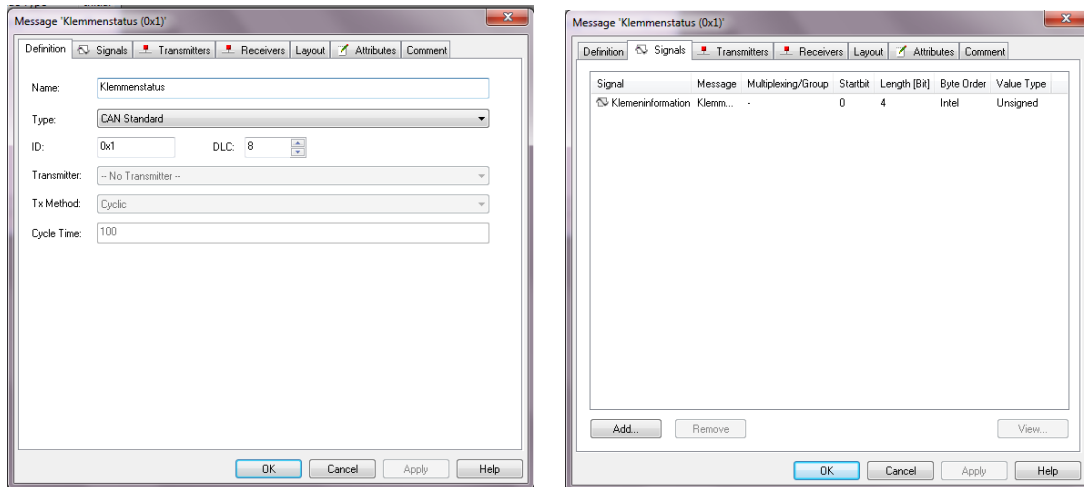 Message 'Klemmenstatus (0x1)'
Definition Signals Transmitters Receivers Layout Attributes Comment
Name: Klemmenstatus
Type: CAN Standard
ID: 0x1 DLC: 8
Transmitter: -- No Transmitter --
Tx Method: Cyclic
Cycle Time: 100
OK Cancel Apply Help
Message 'Klemmenstatus (0x1)'
Definition Signals Transmitters Receivers Layout Attributes Comment
Signal Message Multiplexing/Group Startbit Length [Bit] Byte Order Value Type
Klemeninformation Klemm... - 0 4 Intel Unsigned
Add... Remove View...
OK Cancel Apply Help